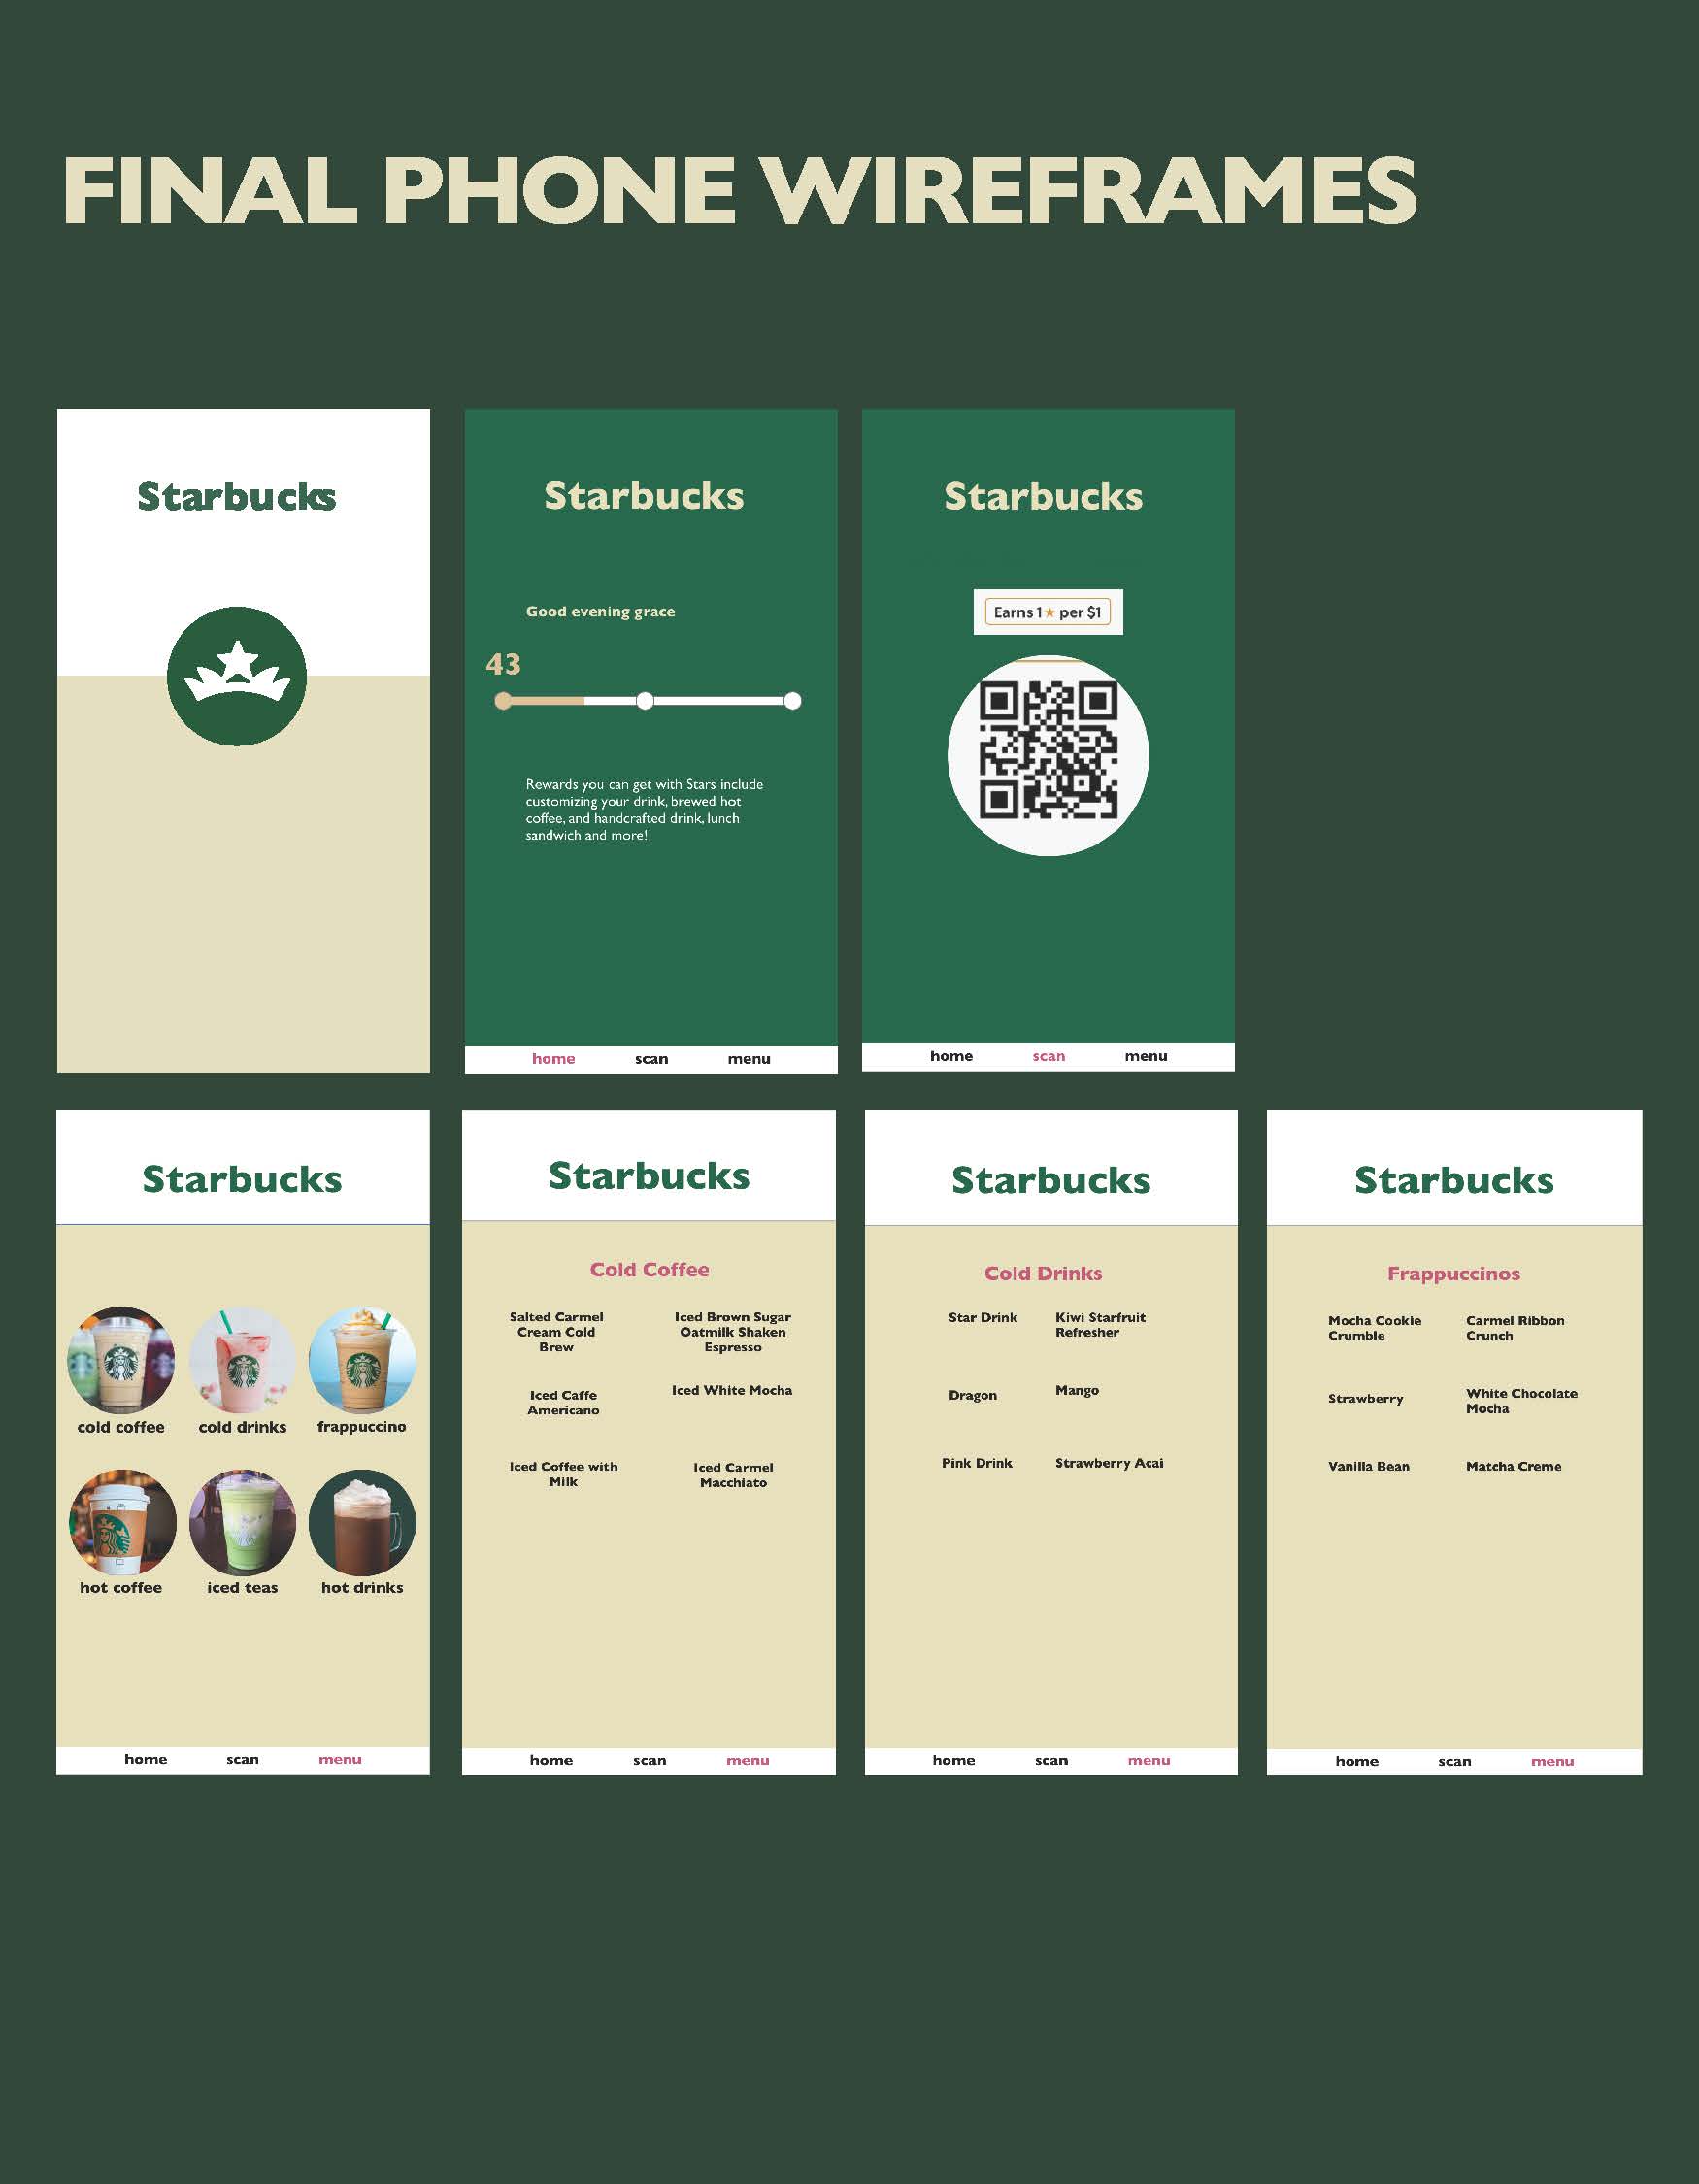 FINAL PHONE WIREFRAMES
Starbucks
Starbucks
Good evening grace
43
Rewards you can get with Stars include
customizing your drink, brewed hot
coffee, and handcrafted drink, lunch
sandwich and more!
home scan menu
Starbucks
Earns 1★ per $1
home scan menu
Starbucks
cold coffee cold drinks frappuccino
hot coffee iced teas hot drinks
home scan menu
Starbucks
Cold Coffee
Salted Carmel
Cream Cold
Brew
Iced Brown Sugar
Oatmilk Shaken
Espresso
Iced Caffe
Americano
Iced White Mocha
Iced Coffee with
Milk
Iced Carmel
Macchiato
home scan menu
Starbucks
Cold Drinks
Star Drink
Kiwi Starfruit
Refresher
Dragon
Mango
Pink Drink
Strawberry Acai
home scan menu
Starbucks
Frappuccinos
Mocha Cookie
Crumble
Carmel Ribbon
Crunch
Strawberry
White Chocolate
Mocha
Vanilla Bean
Matcha Creme
home scan menu